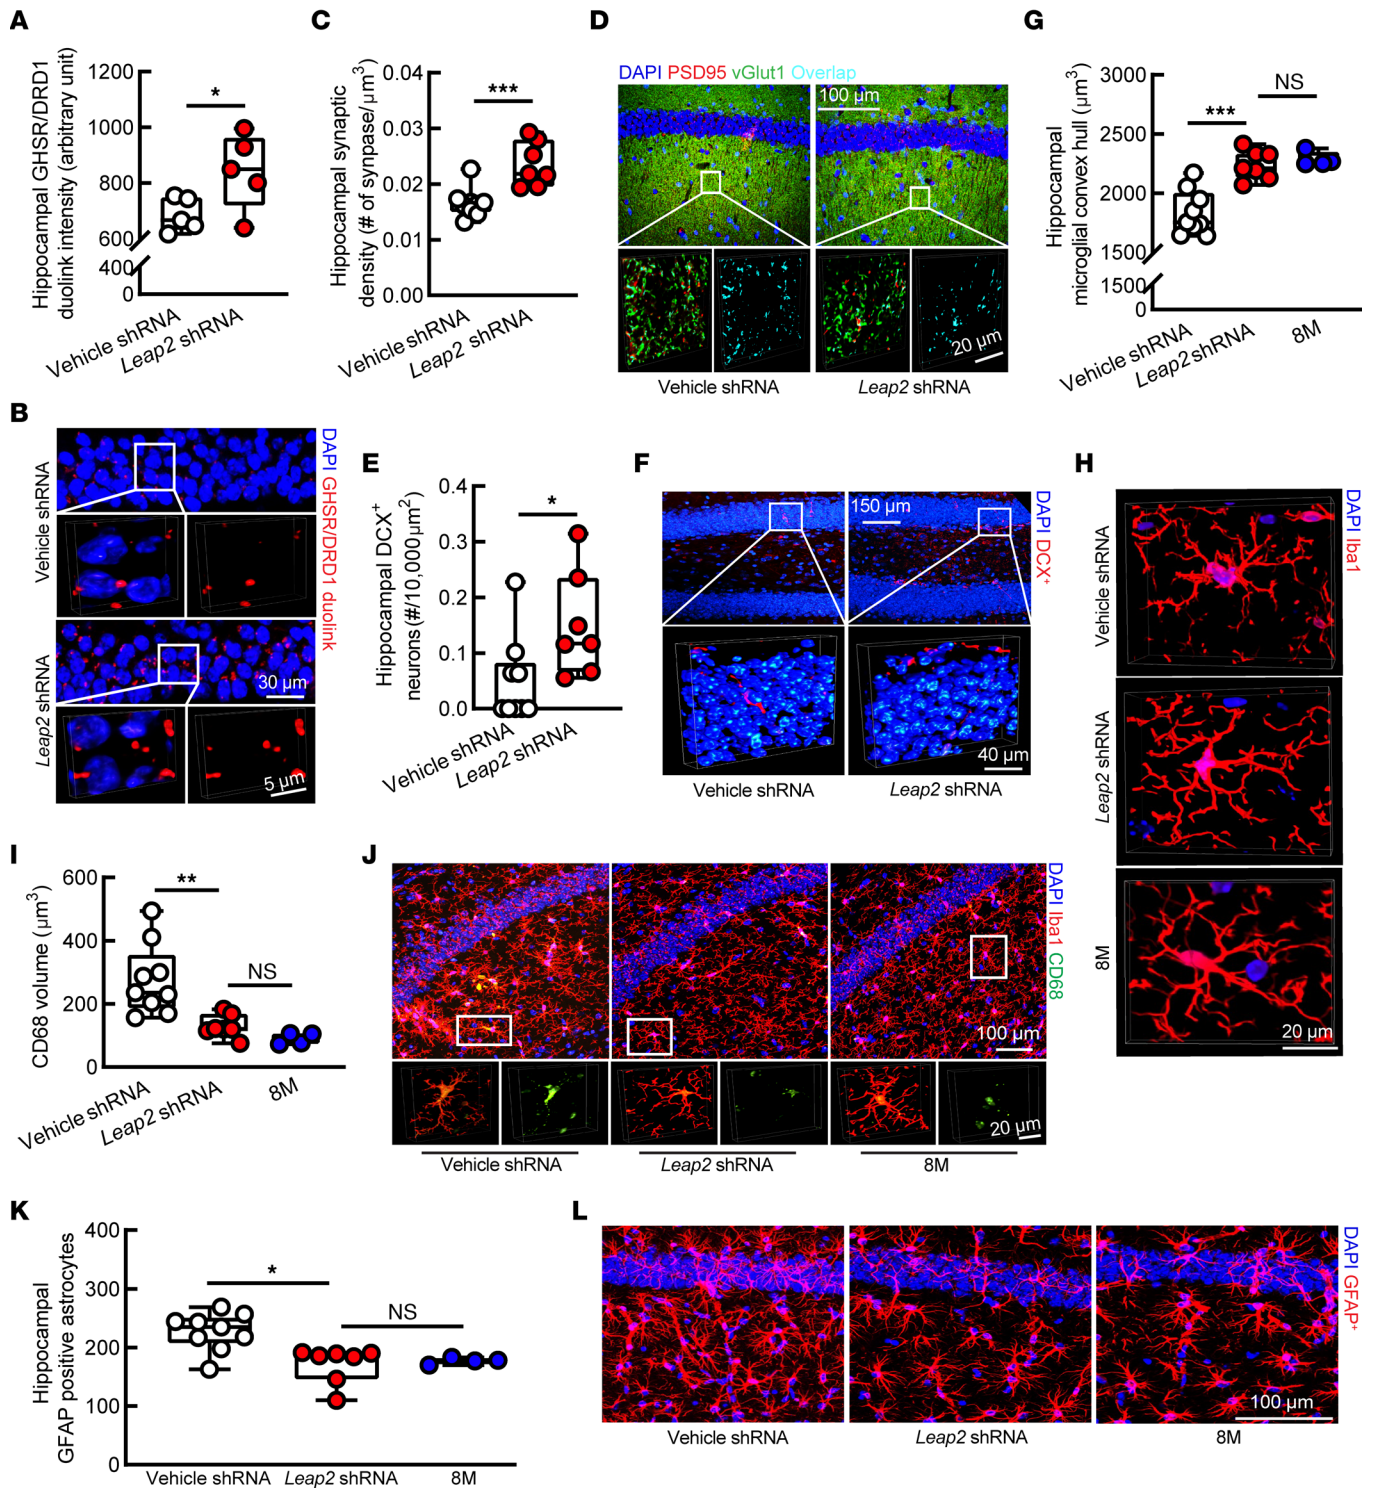 A
Hippocampal GHSR/DRD1
duolink intensity (arbitrary unit)
1200
1000
800
600
400
0
*
Vehicle shRNA
Leap2 shRNA
C
Hippocampal synaptic
density (# of sympase/µm³)
0.04
0.03
0.02
0.01
0.00
***
Vehicle shRNA
Leap2 shRNA
D
DAPI PSD95 vGlut1 Overlap
100 µm
20 µm
Vehicle shRNA
Leap2 shRNA
G
Hippocampal
microglial convex hull (µm³)
3000
2500
2000
1500
1500
0
***
NS
Vehicle shRNA
Leap2 shRNA
8M
B
Vehicle shRNA
Leap2 shRNA
DAPI GHSR/DRD1 duolink
30 µm
5 µm
E
Hippocampal DCX⁺
neurons (#/10,000µm²)
0.4
0.3
0.2
0.1
0.0
*
Vehicle shRNA
Leap2 shRNA
F
150 µm
DAPI DCX⁺
40 µm
Vehicle shRNA
Leap2 shRNA
H
Vehicle shRNA
Leap2 shRNA
8M
DAPI Iba1
20 µm
I
CD68 volume (µm³)
600
400
200
0
**
NS
Vehicle shRNA
Leap2 shRNA
8M
J
DAPI Iba1 CD68
100 µm
20 µm
Vehicle shRNA
Leap2 shRNA
8M
K
Hippocampal
GFAP positive astrocytes
400
300
200
100
0
*
NS
Vehicle shRNA
Leap2 shRNA
8M
L
DAPI GFAP⁺
100 µm
Vehicle shRNA
Leap2 shRNA
8M